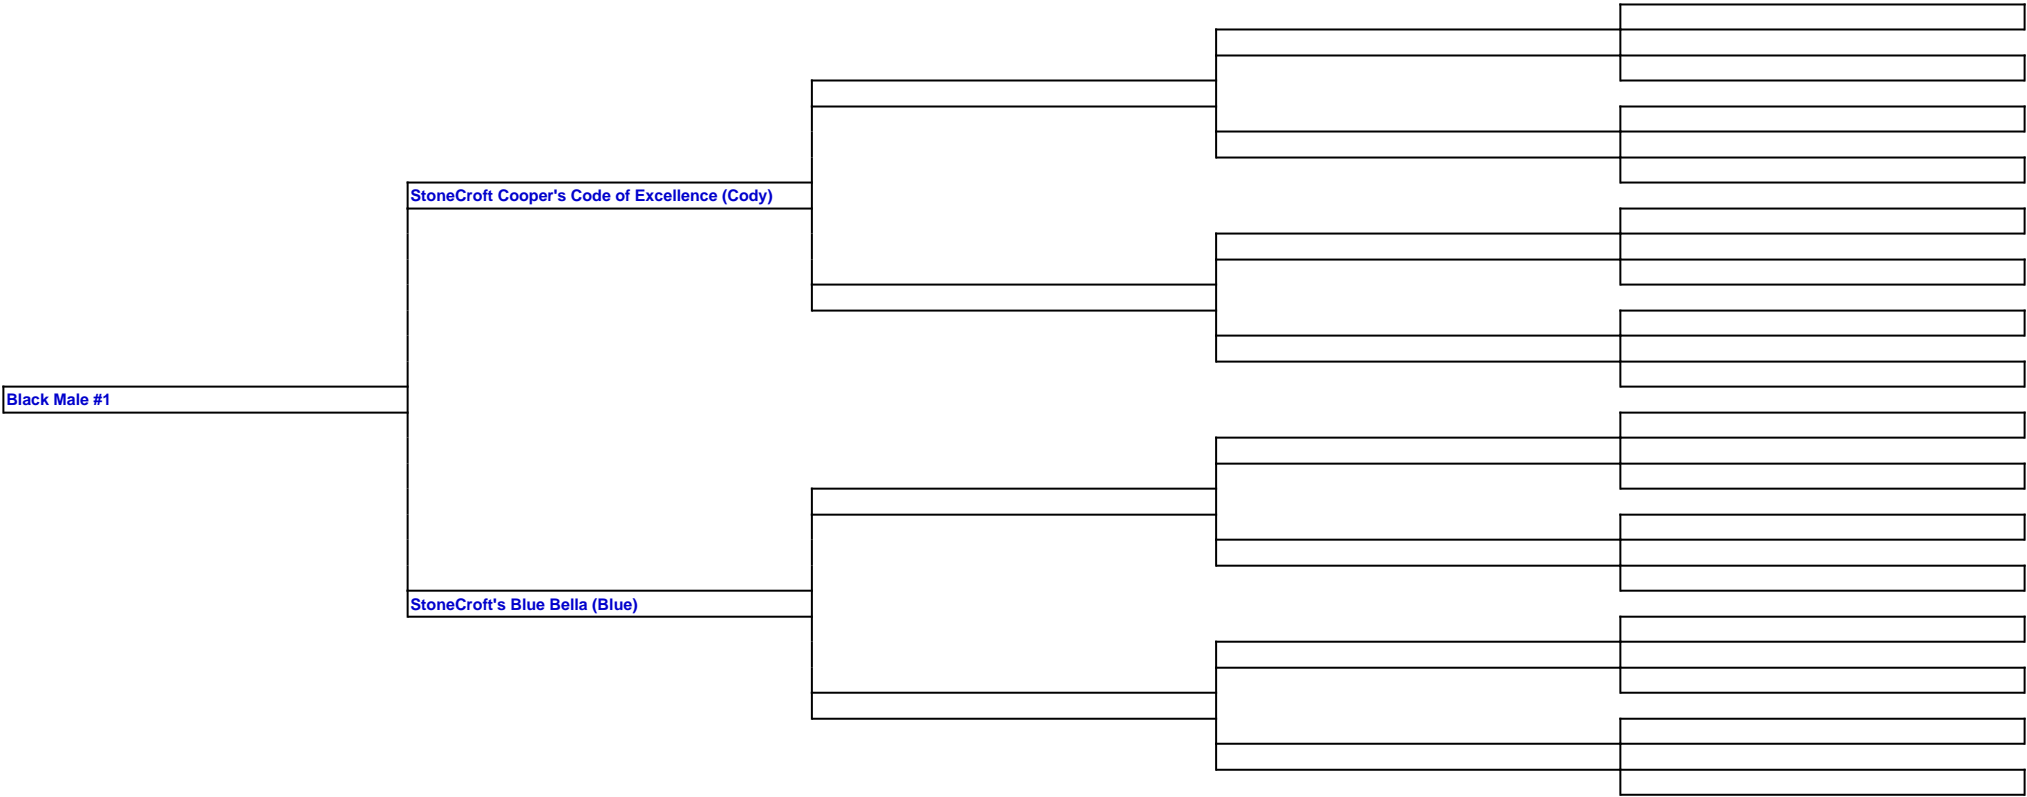 StoneCroft Cooper's Code of Excellence (Cody)
Black Male #1
StoneCroft's Blue Bella (Blue)